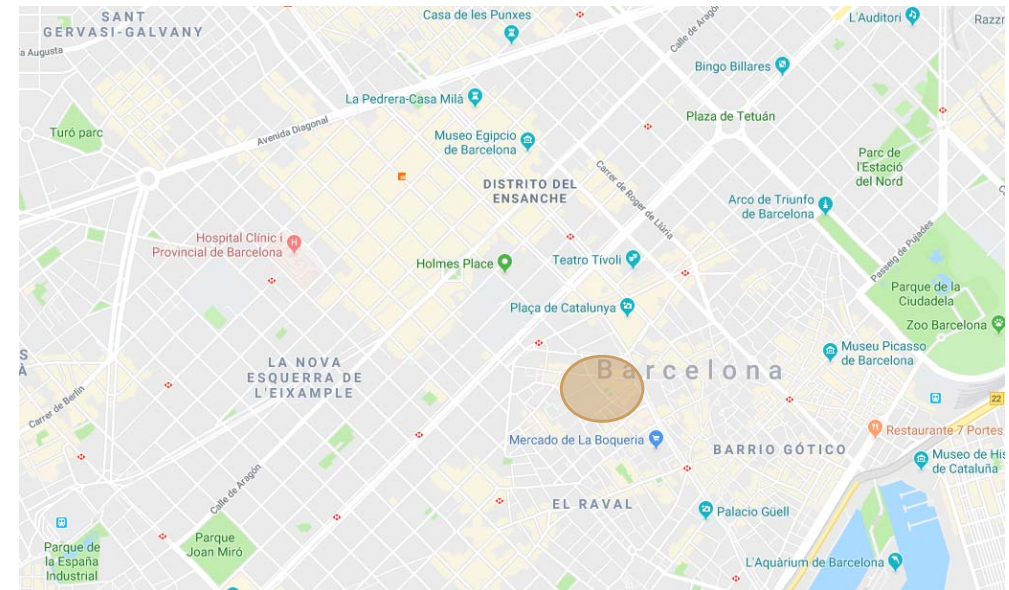 SANT
GERVASI-GALVANY
a Augusta
Casa de les Punxes
Calle de Aragó
L'Auditori
Razzr
Bingo Billares
La Pedrera-Casa Milà
Avenida Diagonal
Turó parc
Museo Egipcio
de Barcelona
Plaza de Tetuán
Parc de
l'Estació
del Nord
DISTRITO DEL
ENSANCHE
Carrer de Roger de Llúria
Arco de Triunfo
de Barcelona
Passeig de Pujades
Hospital Clínic i
Provincial de Barcelona
H
Holmes Place
Teatro Tívoli
Plaça de Catalunya
Parque de la
Ciudadela
Zoo Barcelona
Museu Picasso
de Barcelona
Barcelona
S
À
LA NOVA
ESQUERRA DE
L'EIXAMPLE
Carrer de Berlín
22
Mercado de La Boqueria
Restaurante 7 Portes
BARRIO GÓTICO
Museo de His
de Cataluña
Calle de Aragón
EL RAVAL
Palacio Güell
Parque
Joan Miró
Parque de
la España
Industrial
L'Aquàrium de Barcelona